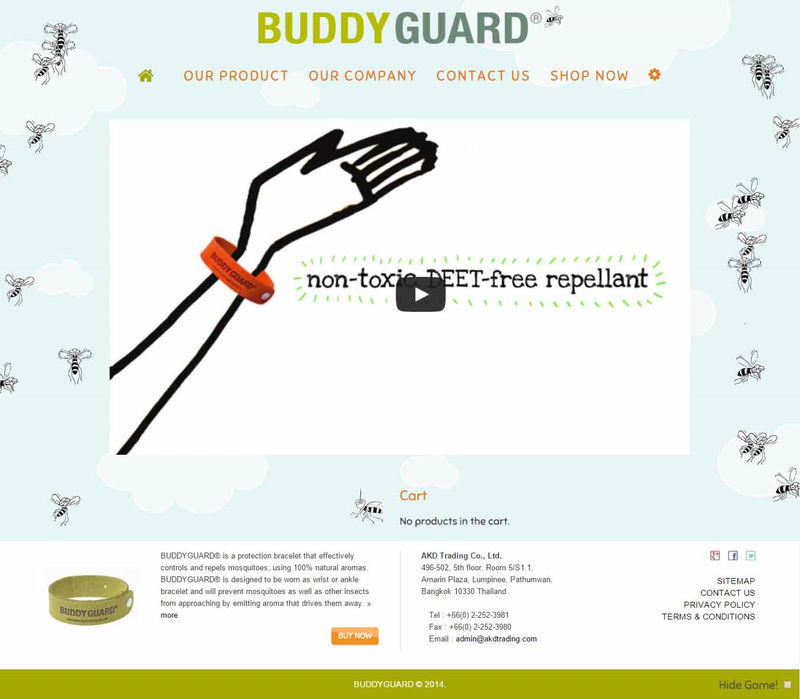 BUDDYGUARD®
OUR PRODUCT OUR COMPANY CONTACT US SHOP NOW
BUDDYGUARD®
non-toxic DEET-free repellant
Cart
No products in the cart.
BUDDYGUARD® is a protection bracelet that effectively
controls and repels mosquitoes, using 100% natural aromas.
BUDDYGUARD® is designed to be worn as wrist or ankle
bracelet and will prevent mosquitoes as well as other insects
from approaching by emitting aroma that drives them away. »
more
BUY NOW
BUDDYGUARD®
AKD Trading Co., Ltd.
496-502, 5th floor, Room 5/S1.1,
Amarin Plaza, Lumpinee, Pathumwan,
Bangkok 10330 Thailand
Tel : +66(0) 2-252-3981
Fax : +66(0) 2-252-3980
Email : admin@akdtrading.com
SITEMAP
CONTACT US
PRIVACY POLICY
TERMS & CONDITIONS
BUDDYGUARD © 2014.
Hide Game!